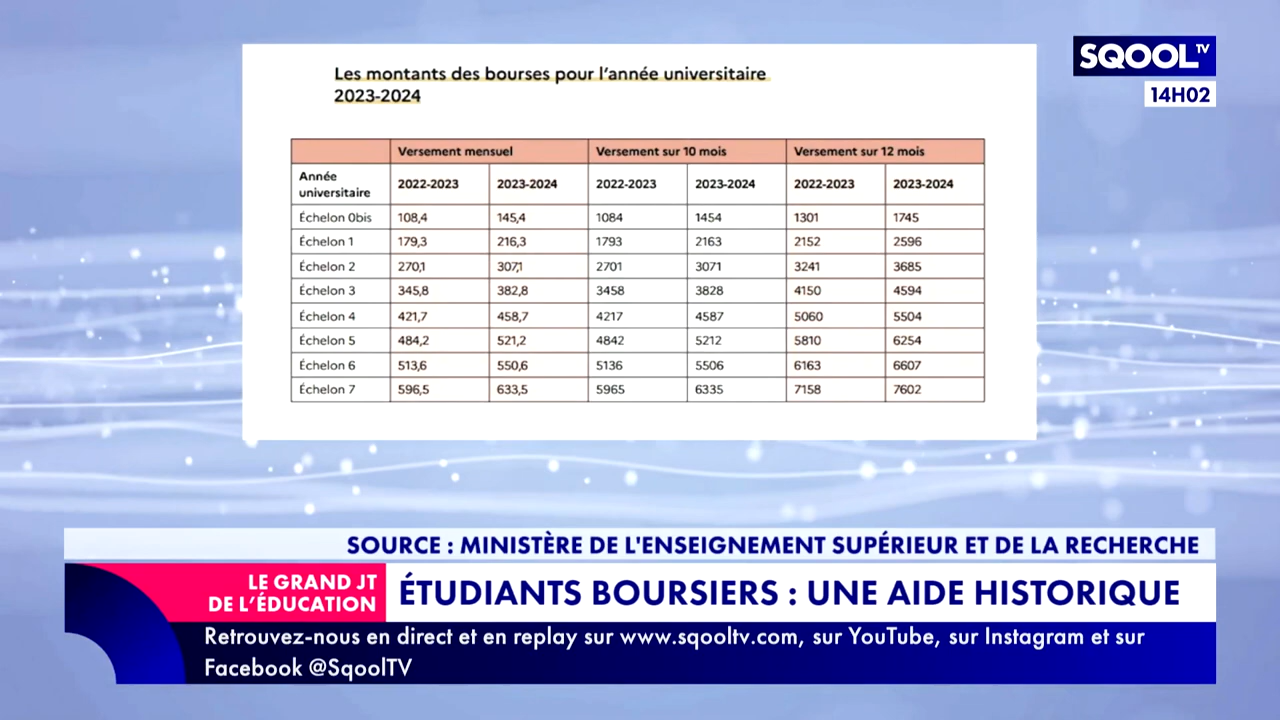 SQOOL TV
14H02
Les montants des bourses pour l'année universitaire
2023-2024
Versement mensuel Versement sur 10 mois Versement sur 12 mois
Année
universitaire 2022-2023 2023-2024 2022-2023 2023-2024 2022-2023 2023-2024
Échelon 0bis 108,4 145,4 1084 1454 1301 1745
Échelon 1 179,3 216,3 1793 2163 2152 2596
Échelon 2 270,1 307,1 2701 3071 3241 3685
Échelon 3 345,8 382,8 3458 3828 4150 4594
Échelon 4 421,7 458,7 4217 4587 5060 5504
Échelon 5 484,2 521,2 4842 5212 5810 6254
Échelon 6 513,6 550,6 5136 5506 6163 6607
Échelon 7 596,5 633,5 5965 6335 7158 7602
SOURCE : MINISTÈRE DE L'ENSEIGNEMENT SUPÉRIEUR ET DE LA RECHERCHE
LE GRAND JT
DE L'ÉDUCATION
ÉTUDIANTS BOURSIERS : UNE AIDE HISTORIQUE
Retrouvez-nous en direct et en replay sur www.sqooltv.com, sur YouTube, sur Instagram et sur
Facebook @SqoolTV